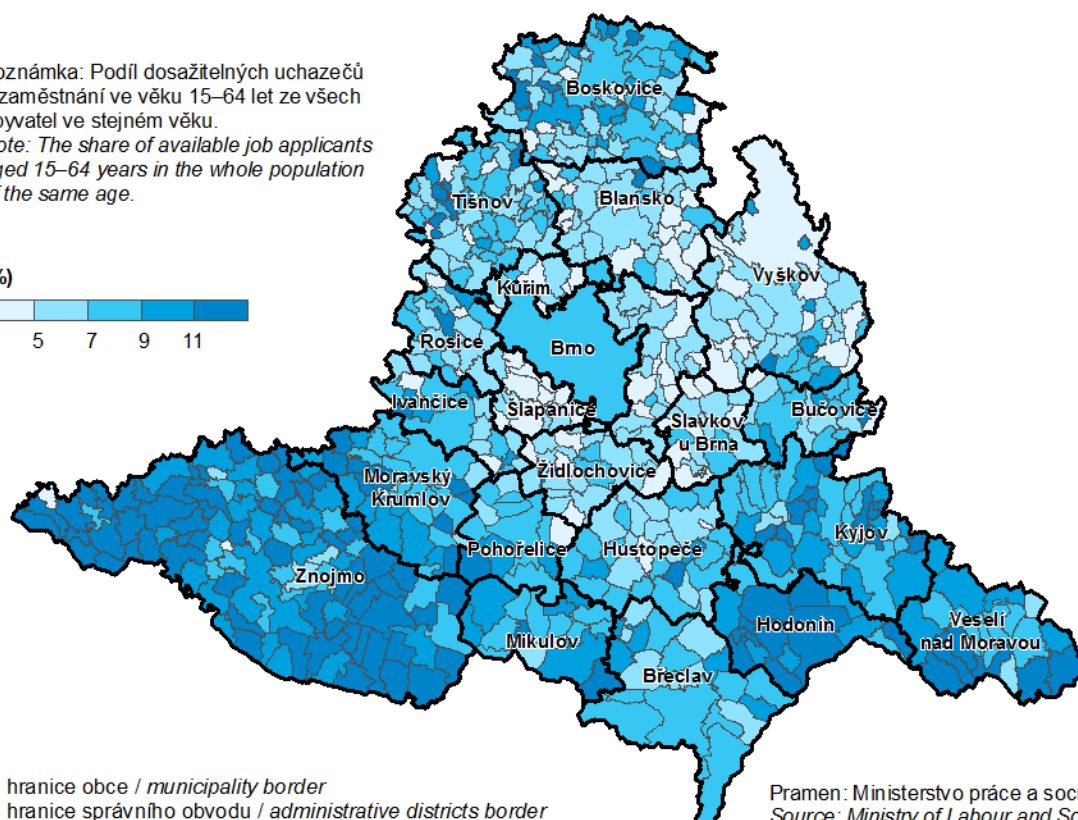 oznámka: Podíl dosažitelných uchazečů
zaměstnání ve věku 15–64 let ze všech
byvatel ve stejném věku.
ote: The share of available job applicants
ged 15–64 years in the whole population
f the same age.
%)
5 7 9 11
Boskovice
Tišnov
Blansko
Vyškov
Kuřim
Rosice
Brno
Ivančice
Šlapanice
Slavkov
u Brna
Bučovice
Židlochovice
Moravský
Krumlov
Kyjov
Pohořelice
Hustopeče
Znojmo
Hodonín
Veselí
nad Moravou
Mikulov
Břeclav
hranice obce / municipality border
hranice správního obvodu / administrative districts border
Pramen: Ministerstvo práce a soci
Source: Ministry of Labour and So